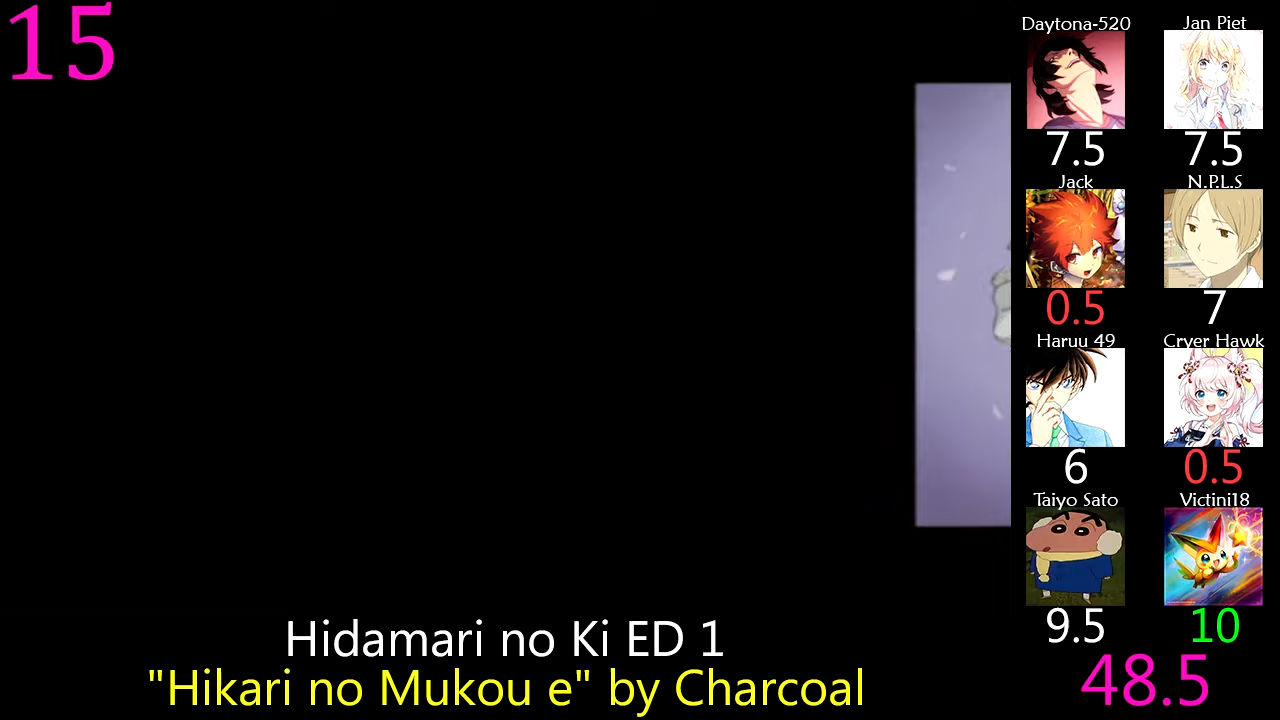 15
Daytona-520
Jan Piet
7.5
7.5
Jack
N.P.L.S
0.5
7
Haruu 49
Cryer Hawk
6
0.5
Taiyo Sato
Victini18
9.5
10
Hidamari no Ki ED 1
"Hikari no Mukou e" by Charcoal
48.5